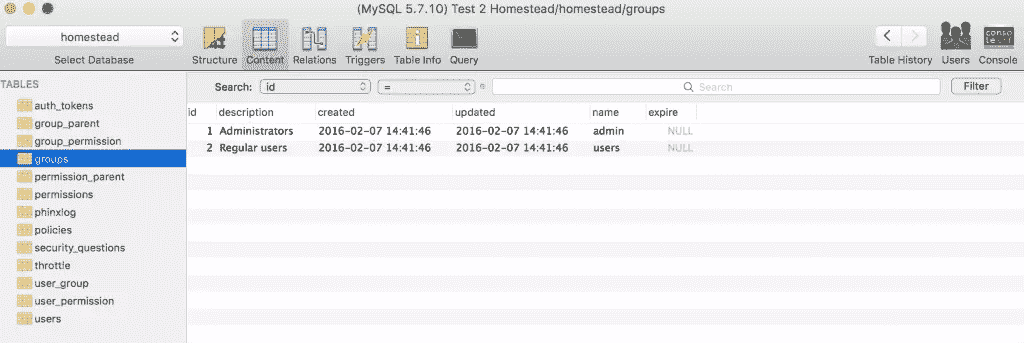 (MySQL 5.7.10) Test 2 Homestead/homestead/groups
homestead
Select Database
Structure Content Relations Triggers Table Info Query
Table History Users Console
TABLES
auth_tokens
group_parent
group_permission
groups
permission_parent
permissions
phinxlog
policies
security_questions
throttle
user_group
user_permission
users
Search: id = Search Filter
id description created updated name expire
1 Administrators 2016-02-07 14:41:46 2016-02-07 14:41:46 admin NULL
2 Regular users 2016-02-07 14:41:46 2016-02-07 14:41:46 users NULL